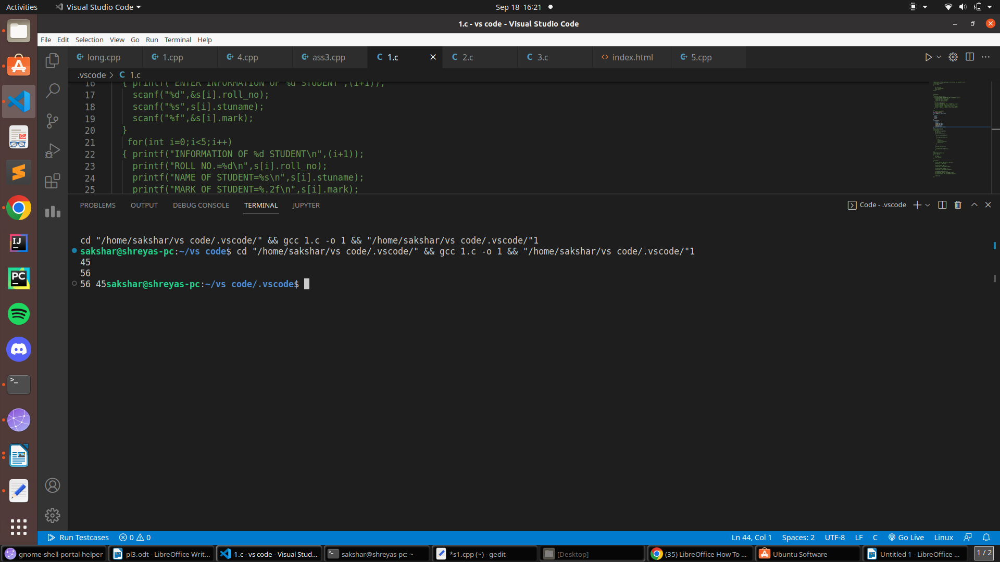 Activities Visual Studio Code Sep 18 16:21
1.c - vs code - Visual Studio Code
File Edit Selection View Go Run Terminal Help
long.cpp 1.cpp 4.cpp ass3.cpp 1.c 2.c 3.c index.html 5.cpp
.vscode > 1.c
16 { printf("ENTER INFORMATION OF %d STUDENT",(i+1));
17 scanf("%d",&s[i].roll_no);
18 scanf("%s",s[i].stuname);
19 scanf("%f",&s[i].mark);
20 }
21 for(int i=0;i<5;i++)
22 { printf("INFORMATION OF %d STUDENT\n",(i+1));
23 printf("ROLL NO.=%d\n",s[i].roll_no);
24 printf("NAME OF STUDENT=%s\n",s[i].stuname);
25 printf("MARK OF STUDENT=%.2f\n",s[i].mark);
PROBLEMS OUTPUT DEBUG CONSOLE TERMINAL JUPYTER Code - .vscode
cd "/home/sakshar/vs code/.vscode/" && gcc 1.c -o 1 && "/home/sakshar/vs code/.vscode/"1
sakshar@shreyas-pc:~/vs code$ cd "/home/sakshar/vs code/.vscode/" && gcc 1.c -o 1 && "/home/sakshar/vs code/.vscode/"1
45
56
56 45sakshar@shreyas-pc:~/vs code/.vscode$
Run Testcases 0 0 Ln 44, Col 1 Spaces: 2 UTF-8 LF C Go Live Linux
gnome-shell-portal-helper pl3.odt - LibreOffice Writ... 1.c - vs code - Visual Stud... sakshar@shreyas-pc: ~ *s1.cpp (~) - gedit [Desktop] (35) LibreOffice How To ... Ubuntu Software Untitled 1 - LibreOffice ... 1 / 2